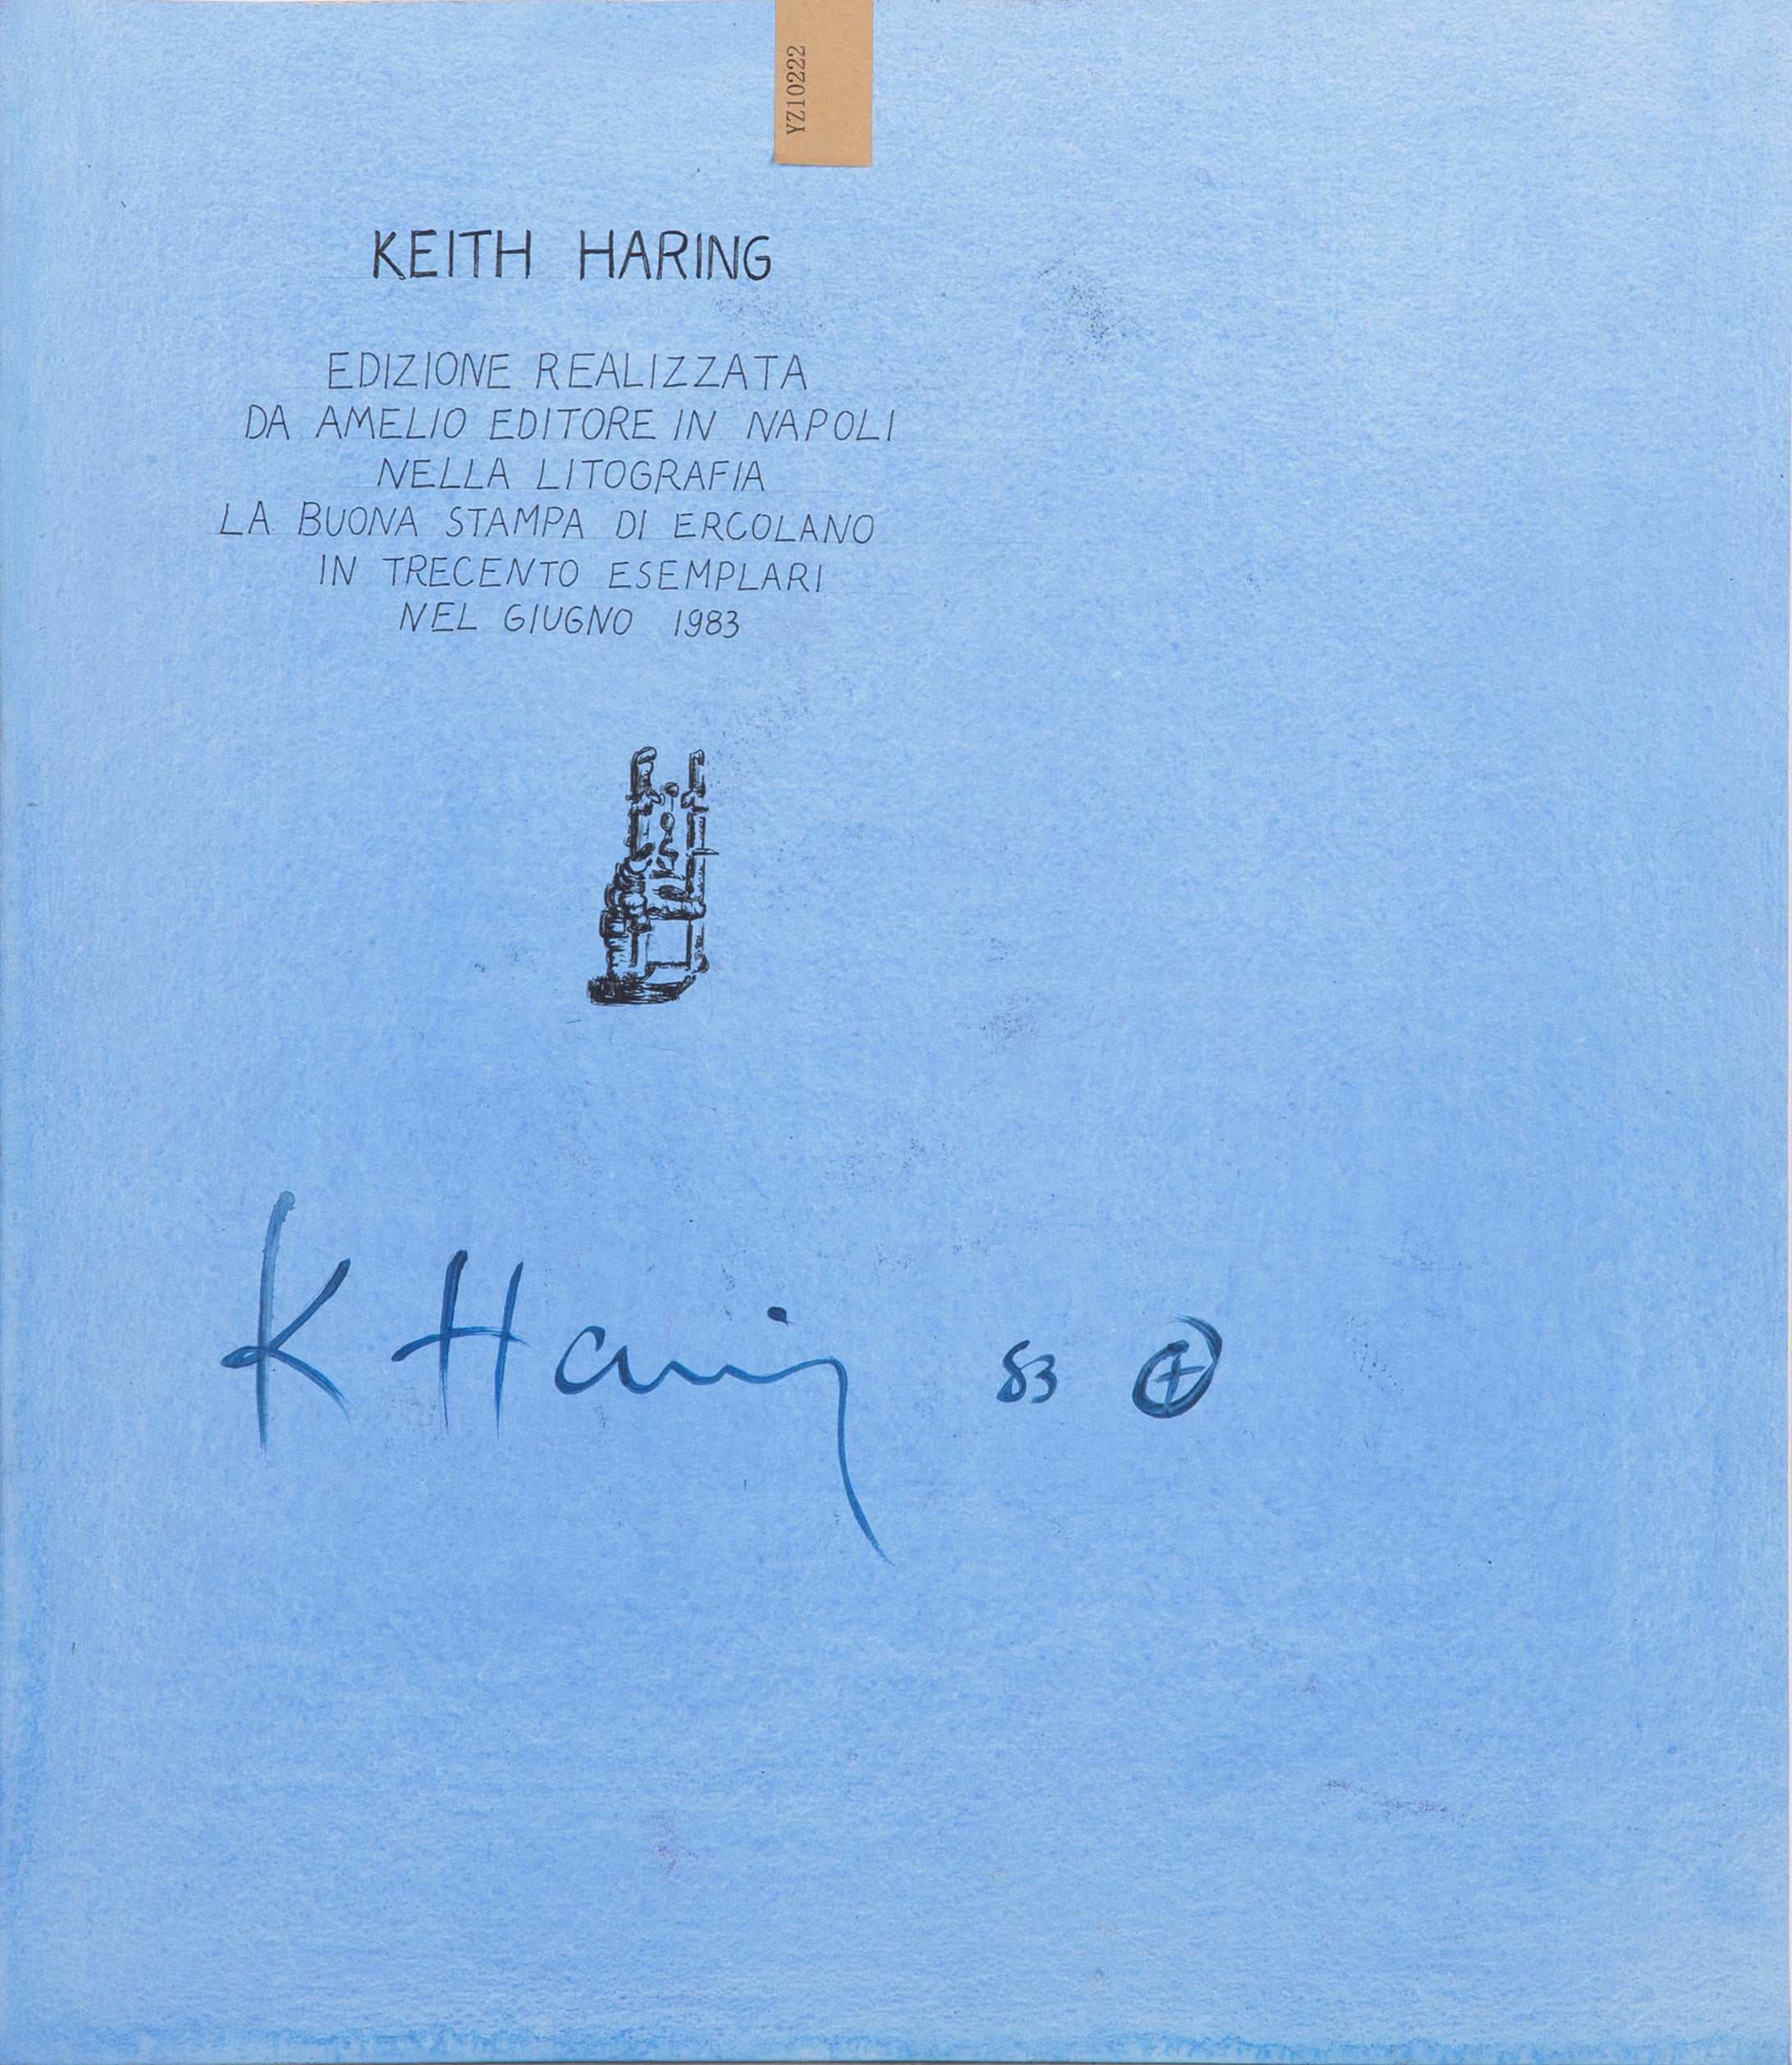 YZ10222
KEITH HARING
EDIZIONE REALIZZATA
DA AMELIO EDITORE IN NAPOLI
NELLA LITOGRAFIA
LA BUONA STAMPA DI ERCOLANO
IN TRECENTO ESEMPLARI
NEL GIUGNO 1983
K Haring 83 ⊕